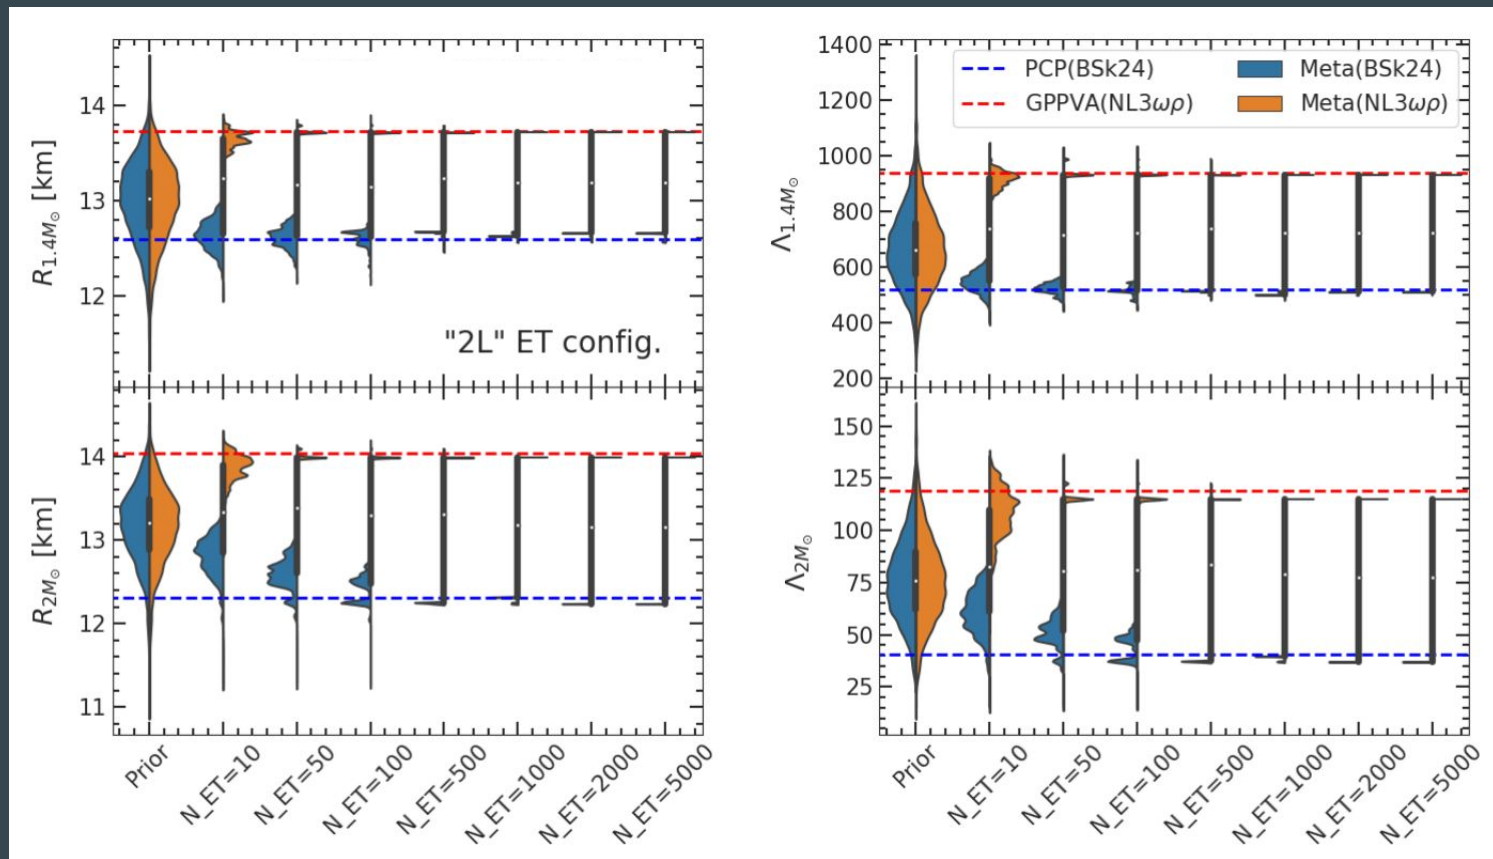 R1.4M⊙ [km]
14
13
12
"2L" ET config.
R2M⊙ [km]
14
13
12
11
Prior
N_ET=10
N_ET=50
N_ET=100
N_ET=500
N_ET=1000
N_ET=2000
N_ET=5000
Λ1.4M⊙
1400
1200
1000
800
600
400
200
PCP(BSk24)
GPPVA(NL3ωρ)
Meta(BSk24)
Meta(NL3ωρ)
Λ2M⊙
150
125
100
75
50
25
Prior
N_ET=10
N_ET=50
N_ET=100
N_ET=500
N_ET=1000
N_ET=2000
N_ET=5000